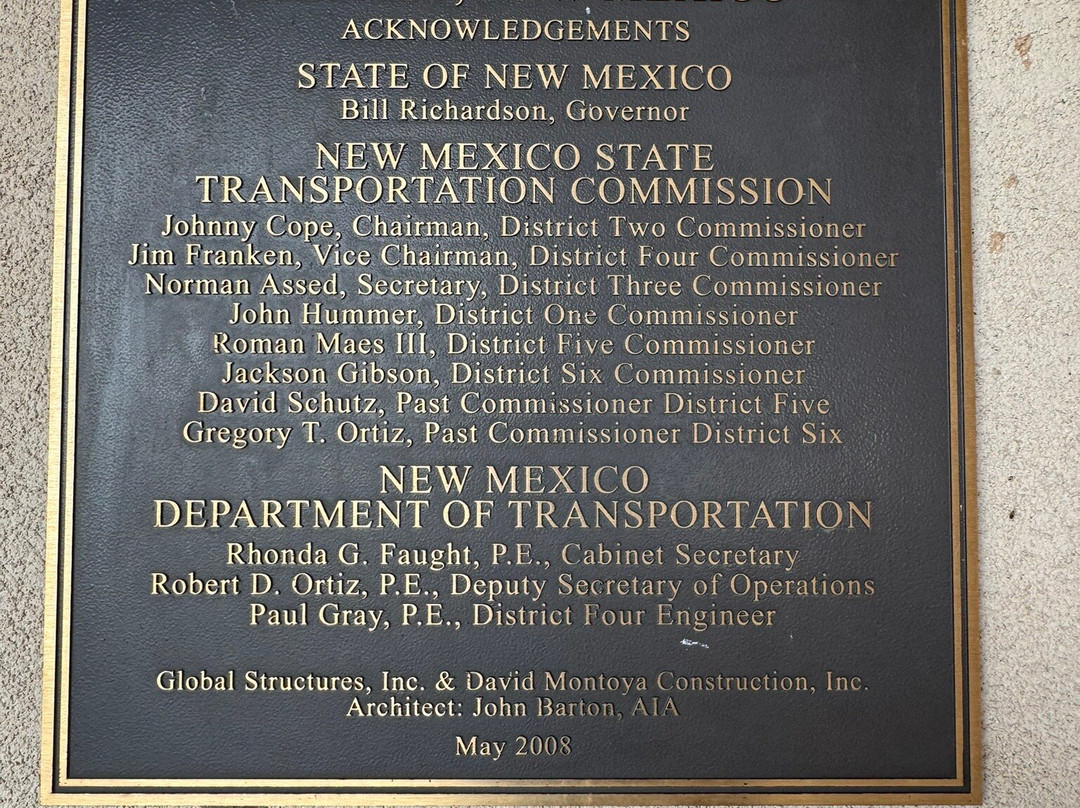 MEXICO
ACKNOWLEDGEMENTS
STATE OF NEW MEXICO
Bill Richardson, Governor
NEW MEXICO STATE
TRANSPORTATION COMMISSION
Johnny Cope, Chairman, District Two Commissioner
Jim Franken, Vice Chairman, District Four Commissioner
Norman Assed, Secretary, District Three Commissioner
John Hummer, District One Commissioner
Roman Maes III, District Five Commissioner
Jackson Gibson, District Six Commissioner
David Schutz, Past Commissioner District Five
Gregory T. Ortiz, Past Commissioner District Six
NEW MEXICO
DEPARTMENT OF TRANSPORTATION
Rhonda G. Faught, P.E., Cabinet Secretary
Robert D. Ortiz, P.E., Deputy Secretary of Operations
Paul Gray, P.E., District Four Engineer
Global Structures, Inc. & David Montoya Construction, Inc.
Architect: John Barton, AIA
May 2008